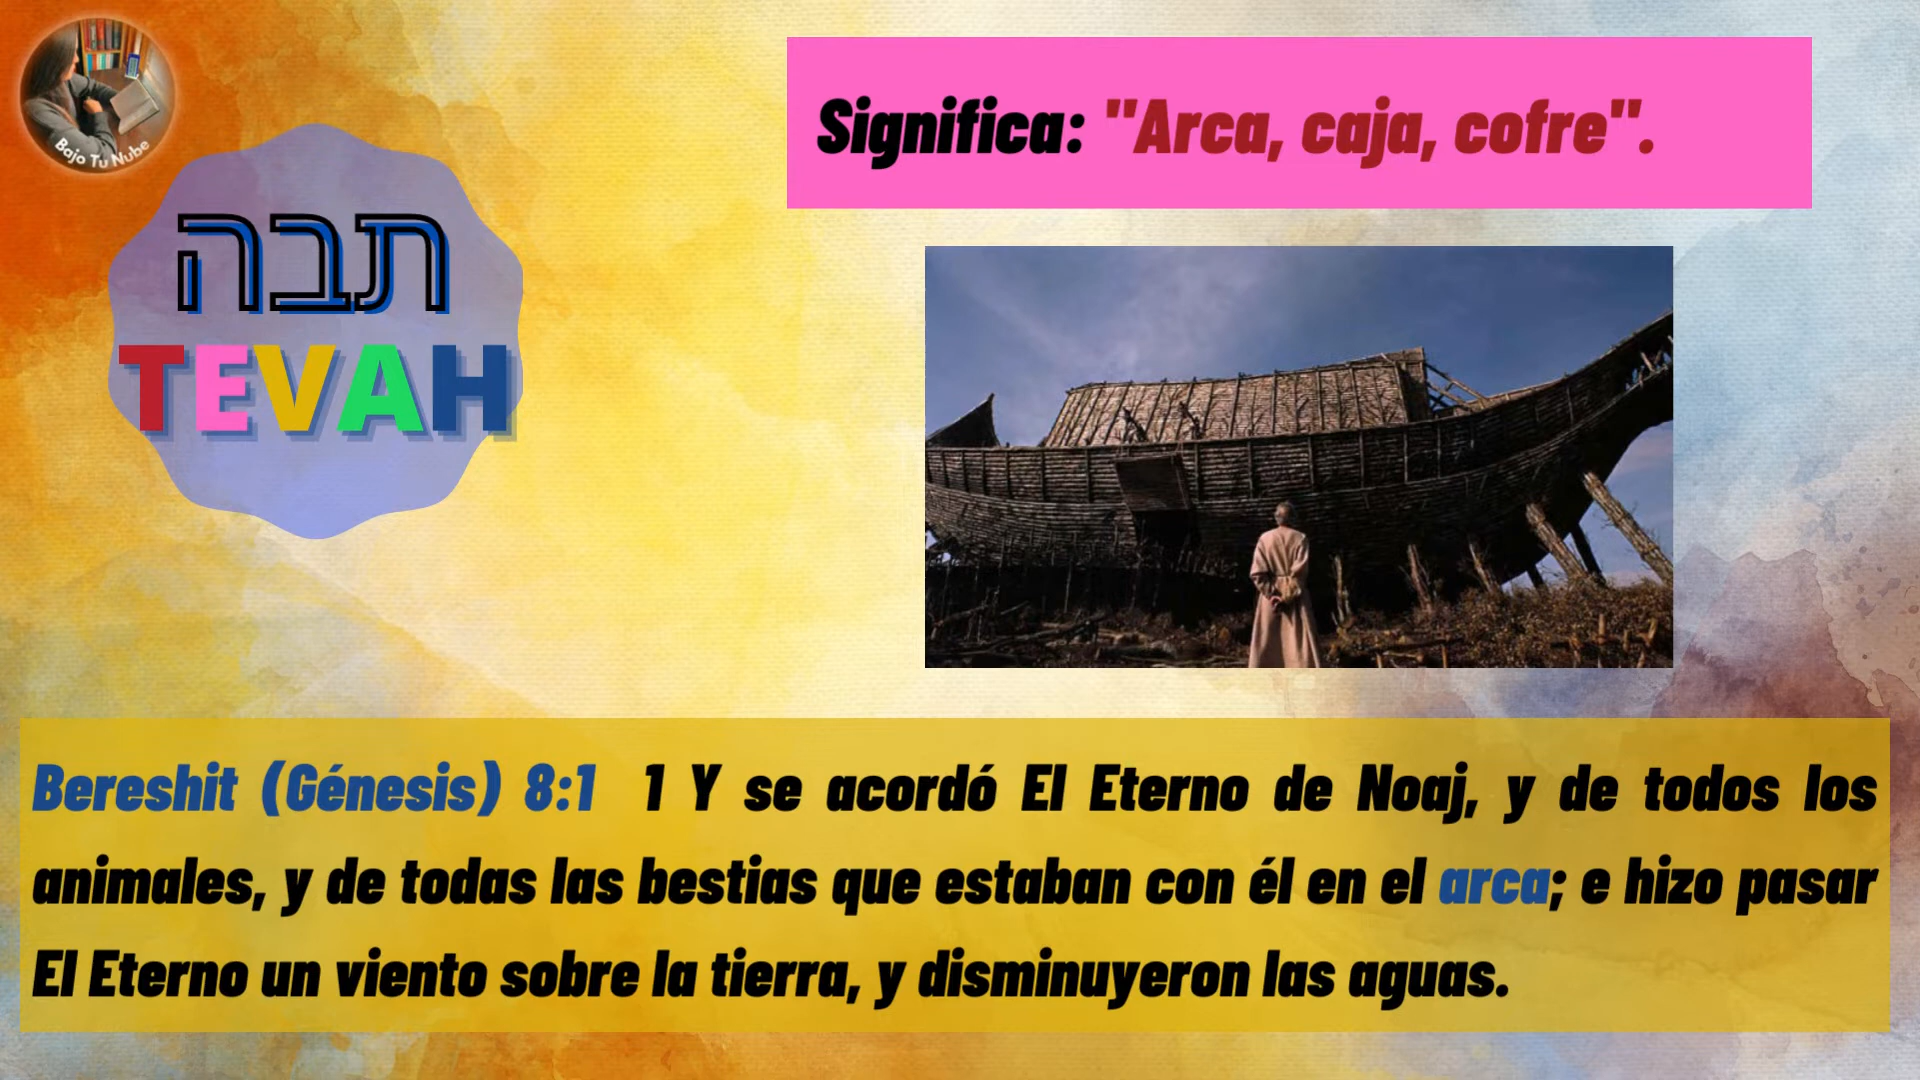 Bajo Tu Nube
תבה
TEVAH
Significa: "Arca, caja, cofre".
Bereshit (Génesis) 8:1 1 Y se acordó El Eterno de Noaj, y de todos los
animales, y de todas las bestias que estaban con él en el arca; e hizo pasar
El Eterno un viento sobre la tierra, y disminuyeron las aguas.